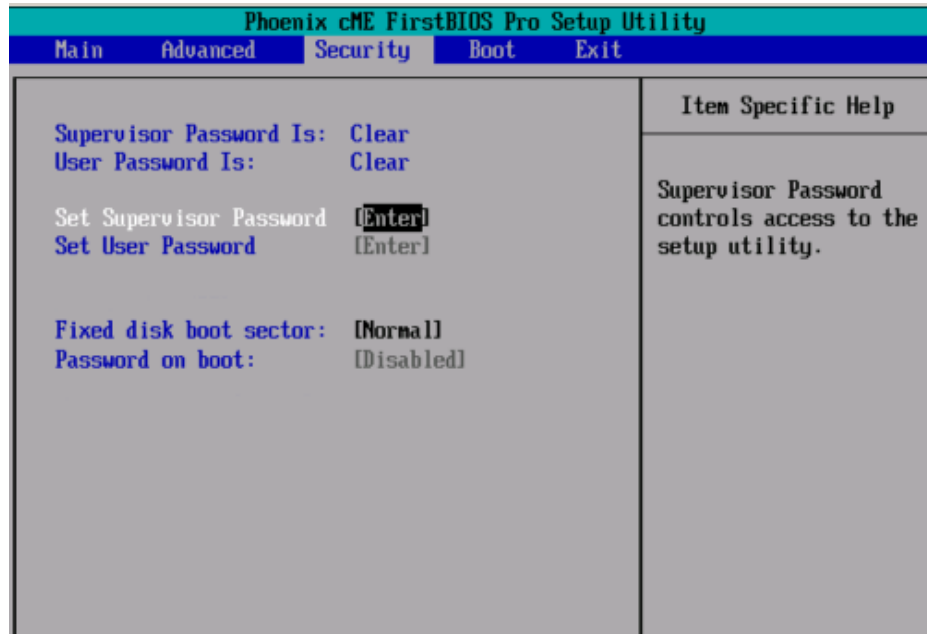 Phoenix cME FirstBIOS Pro Setup Utility
Main Advanced Security Boot Exit
Supervisor Password Is: Clear
User Password Is: Clear
Set Supervisor Password [Enter]
Set User Password [Enter]
Fixed disk boot sector: [Normal]
Password on boot: [Disabled]
Item Specific Help
Supervisor Password
controls access to the
setup utility.